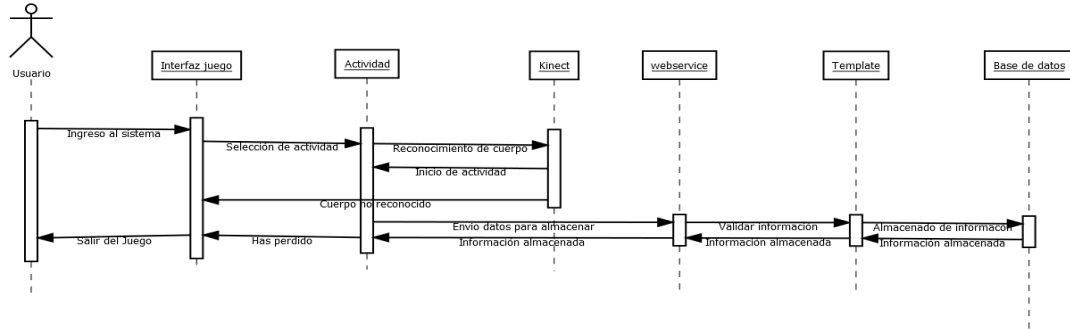 Usuario
Interfaz juego
Actividad
Kinect
webservice
Template
Base de datos
Ingreso al sistema
Selección de actividad
Reconocimiento de cuerpo
Inicio de actividad
Cuerpo no reconocido
Envio datos para almacenar
Validar información
Almacenado de informacón
Salir del Juego
Has perdido
Información almacenada
Información almacenada
Información almacenada